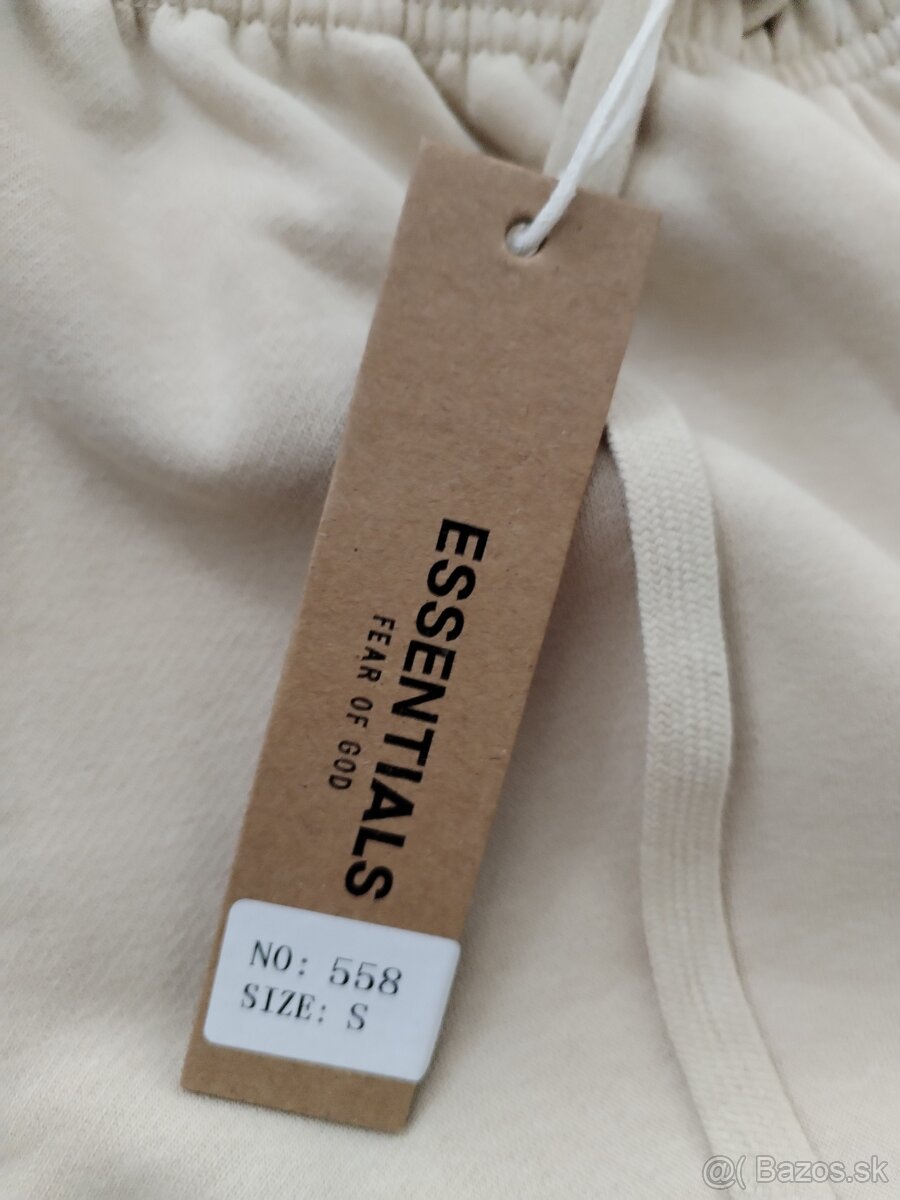 ESSENTIALS
FEAR OF GOD
NO: 558
SIZE: S
@( Bazos.sk